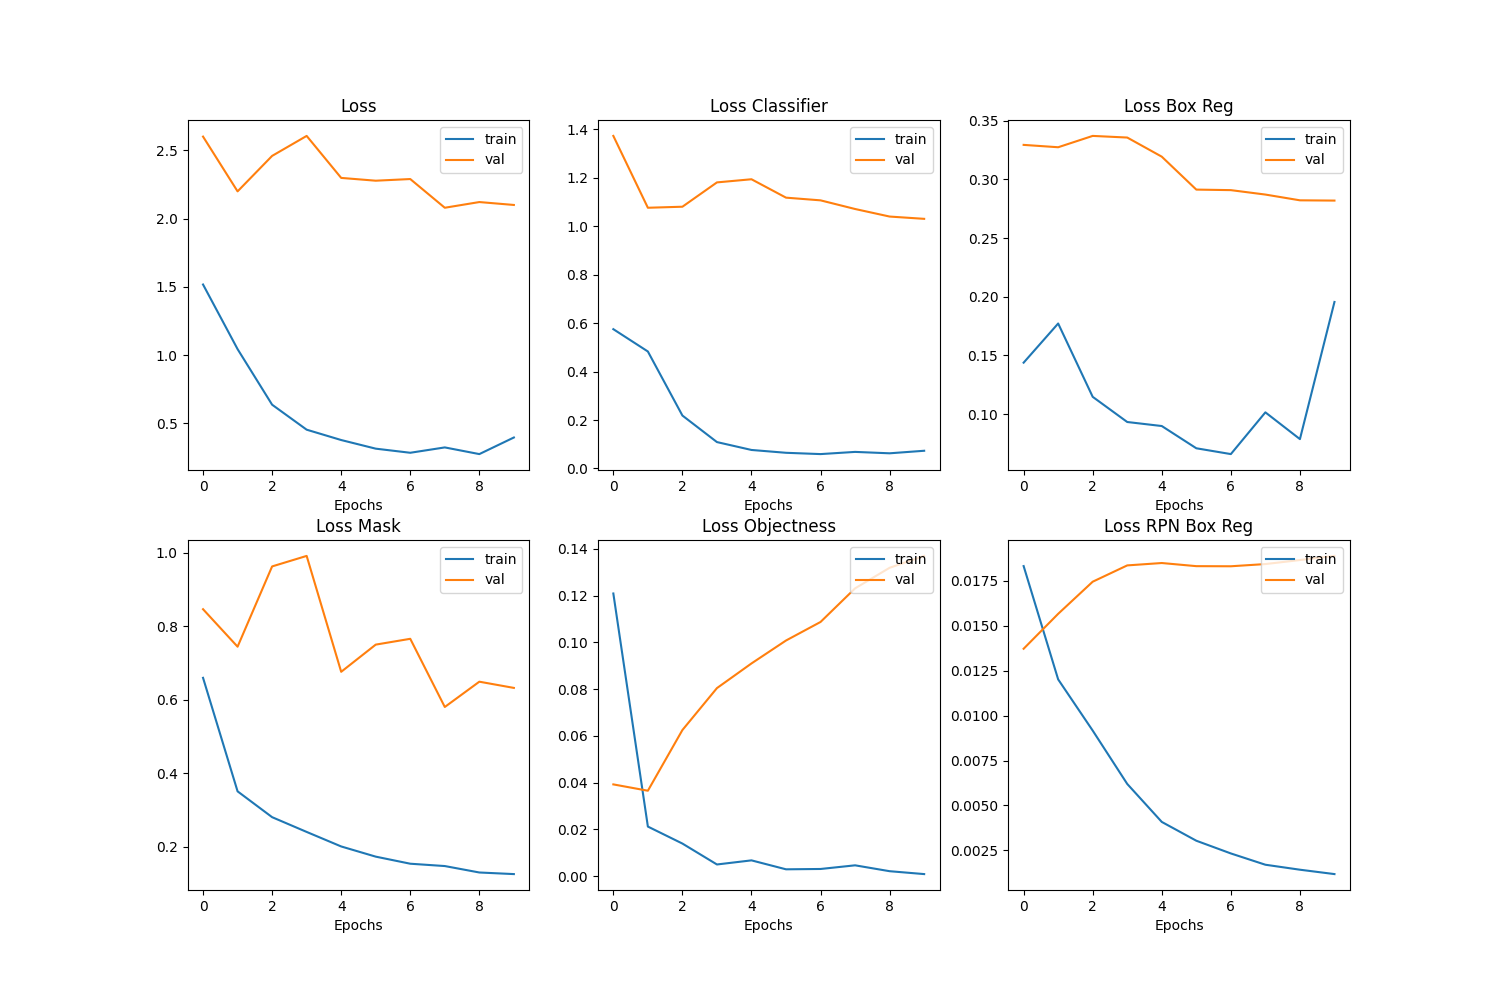 Loss
train
val
2.5
2.0
1.5
1.0
0.5
0 2 4 6 8
Epochs
Loss Classifier
train
val
1.4
1.2
1.0
0.8
0.6
0.4
0.2
0.0
0 2 4 6 8
Epochs
Loss Box Reg
train
val
0.35
0.30
0.25
0.20
0.15
0.10
0 2 4 6 8
Epochs
Loss Mask
train
val
1.0
0.8
0.6
0.4
0.2
0 2 4 6 8
Epochs
Loss Objectness
train
val
0.14
0.12
0.10
0.08
0.06
0.04
0.02
0.00
0 2 4 6 8
Epochs
Loss RPN Box Reg
train
val
0.0175
0.0150
0.0125
0.0100
0.0075
0.0050
0.0025
0 2 4 6 8
Epochs